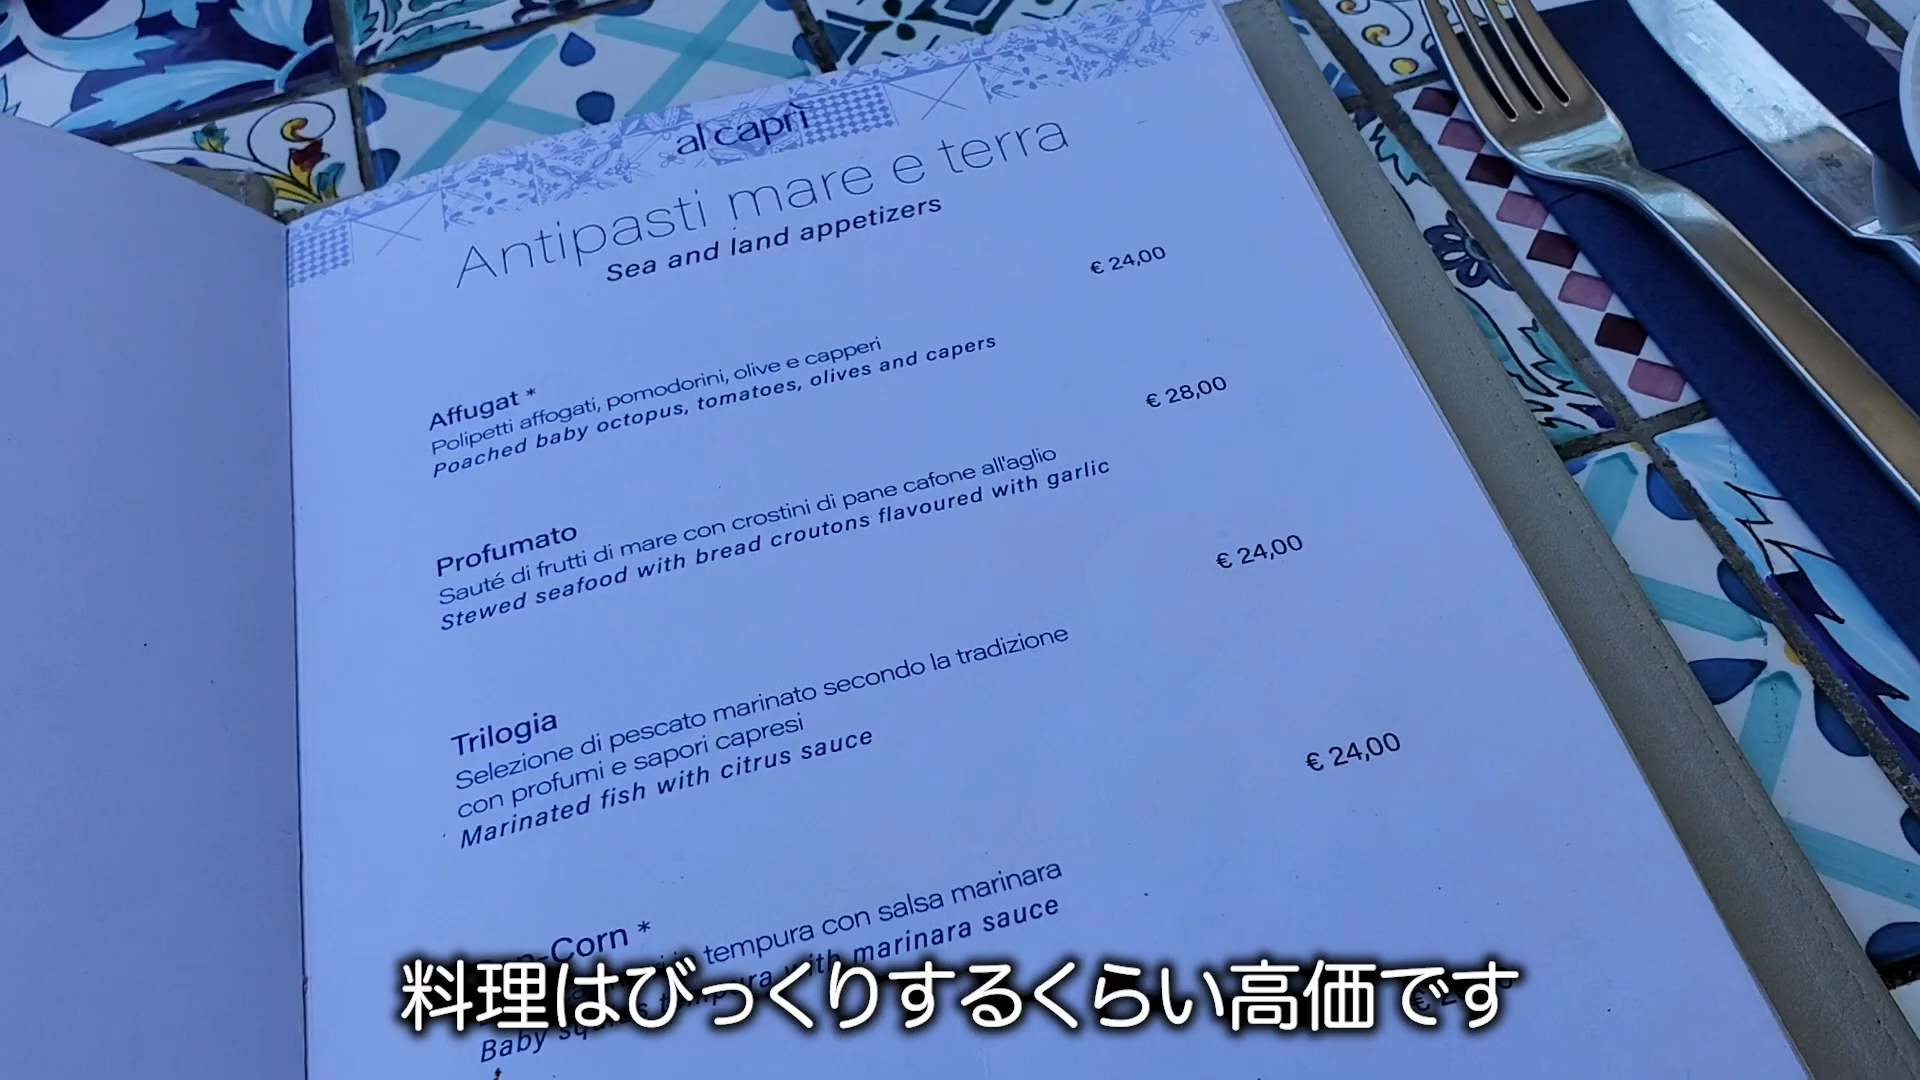 al caprì
Antipasti mare e terra
Sea and land appetizers
€ 24,00
Affugat *
Polipetti affogati, pomodorini, olive e capperi
Poached baby octopus, tomatoes, olives and capers
€ 28,00
Profumato
Sauté di frutti di mare con crostini di pane cafone all'aglio
Stewed seafood with bread croutons flavoured with garlic
€ 24,00
Trilogia
Selezione di pescato marinato secondo la tradizione
con profumi e sapori capresi
Marinated fish with citrus sauce
€ 24,00
-Corn *
tempura con salsa marinara
Baby with marinara sauce
料理はびっくりするくらい高価です